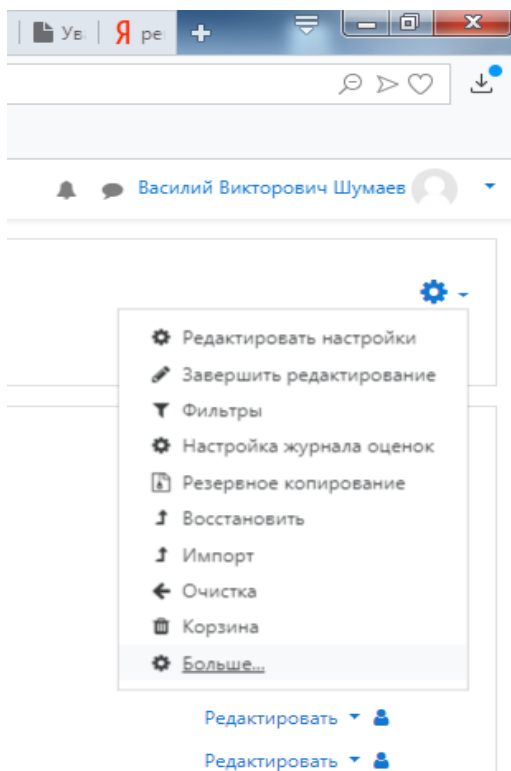 Ув Я ре
Василий Викторович Шумаев
Редактировать настройки
Завершить редактирование
Фильтры
Настройка журнала оценок
Резервное копирование
Восстановить
Импорт
Очистка
Корзина
Больше...
Редактировать
Редактировать